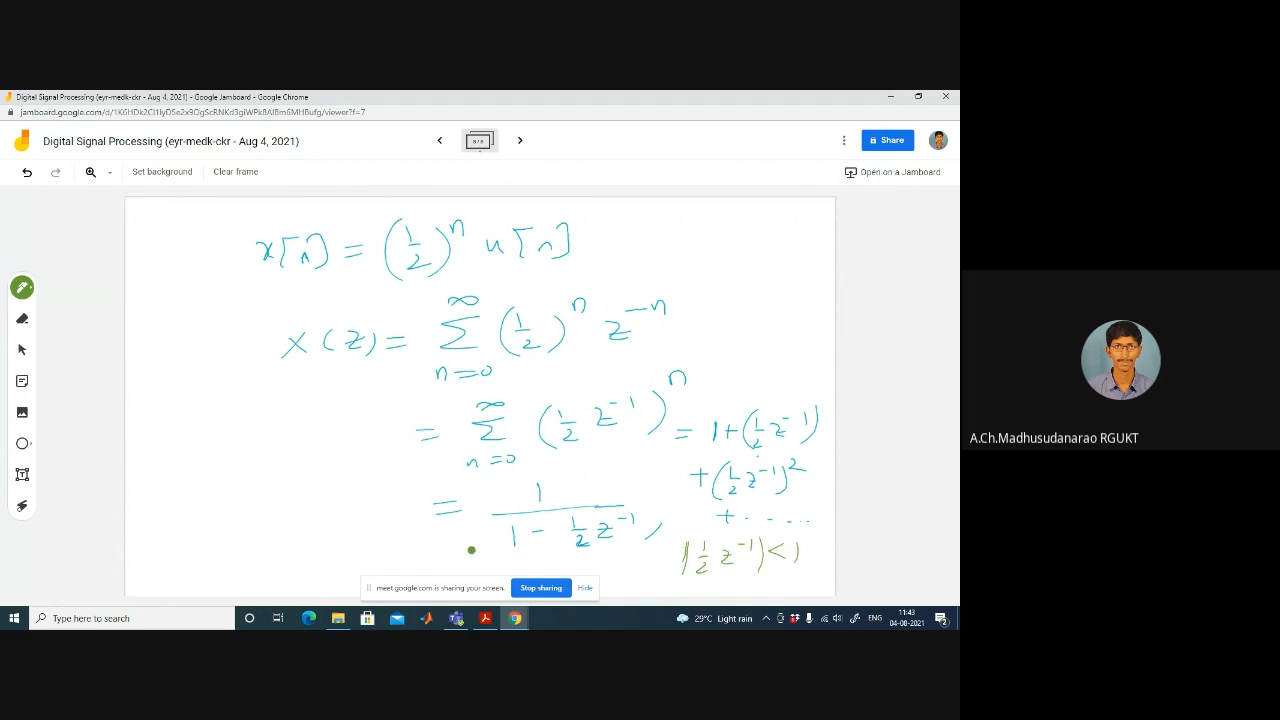 Digital Signal Processing (eyr-medk-ckr - Aug 4, 2021) - Google Jamboard - Google Chrome
Digital Signal Processing (eyr-medk-ckr - Aug 4, 2021)
8 / 8
Share
Set background
Clear frame
Open on a Jamboard
x[n] = (1/2)^n u[n]
X(z) = ∑_{n=0}^{∞} (1/2)^n z^{-n}
= ∑_{n=0}^{∞} (1/2 z^{-1})^n = 1+(1/2 z^{-1})
+(1/2 z^{-1})^2
+ ......
= 1/(1 - 1/2 z^{-1}),
|1/2 z^{-1}| < 1
A.Ch.Madhusudanarao RGUKT
meet.google.com is sharing your screen.
Stop sharing
Hide
Type here to search
29°C Light rain
ENG
11:43
04-08-2021
2